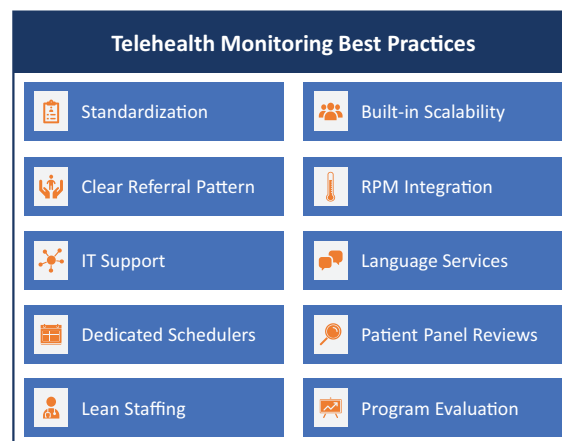 Telehealth Monitoring Best Practices
Standardization
Built-in Scalability
Clear Referral Pattern
RPM Integration
IT Support
Language Services
Dedicated Schedulers
Patient Panel Reviews
Lean Staffing
Program Evaluation